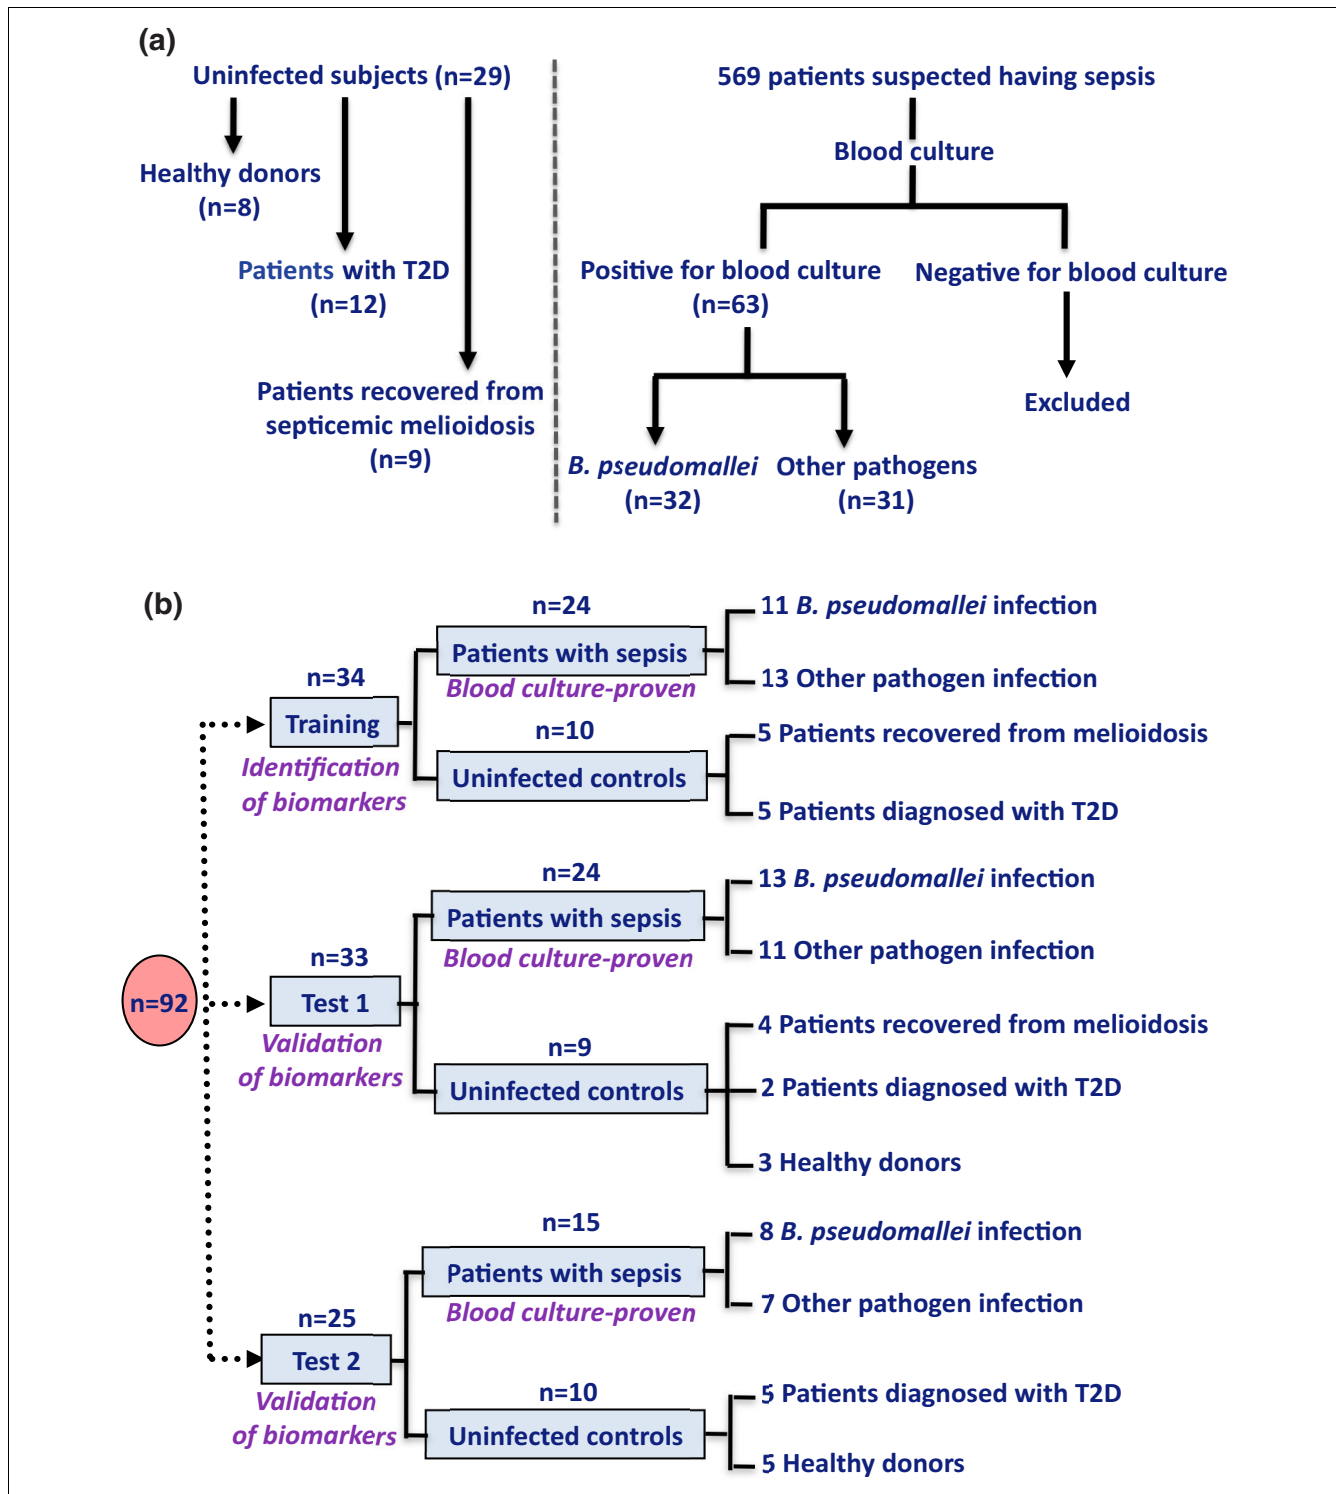 (a)
Uninfected subjects (n=29)
Healthy donors
(n=8)
Patients with T2D
(n=12)
Patients recovered from
septicemic melioidosis
(n=9)
569 patients suspected having sepsis
Blood culture
Positive for blood culture
(n=63)
Negative for blood culture
Excluded
B. pseudomallei
(n=32)
Other pathogens
(n=31)
(b)
n=92
n=34
Training
Identification
of biomarkers
n=24
Patients with sepsis
Blood culture-proven
11 B. pseudomallei infection
13 Other pathogen infection
n=10
Uninfected controls
5 Patients recovered from melioidosis
5 Patients diagnosed with T2D
n=33
Test 1
Validation
of biomarkers
n=24
Patients with sepsis
Blood culture-proven
13 B. pseudomallei infection
11 Other pathogen infection
n=9
Uninfected controls
4 Patients recovered from melioidosis
2 Patients diagnosed with T2D
3 Healthy donors
n=25
Test 2
Validation
of biomarkers
n=15
Patients with sepsis
Blood culture-proven
8 B. pseudomallei infection
7 Other pathogen infection
n=10
Uninfected controls
5 Patients diagnosed with T2D
5 Healthy donors